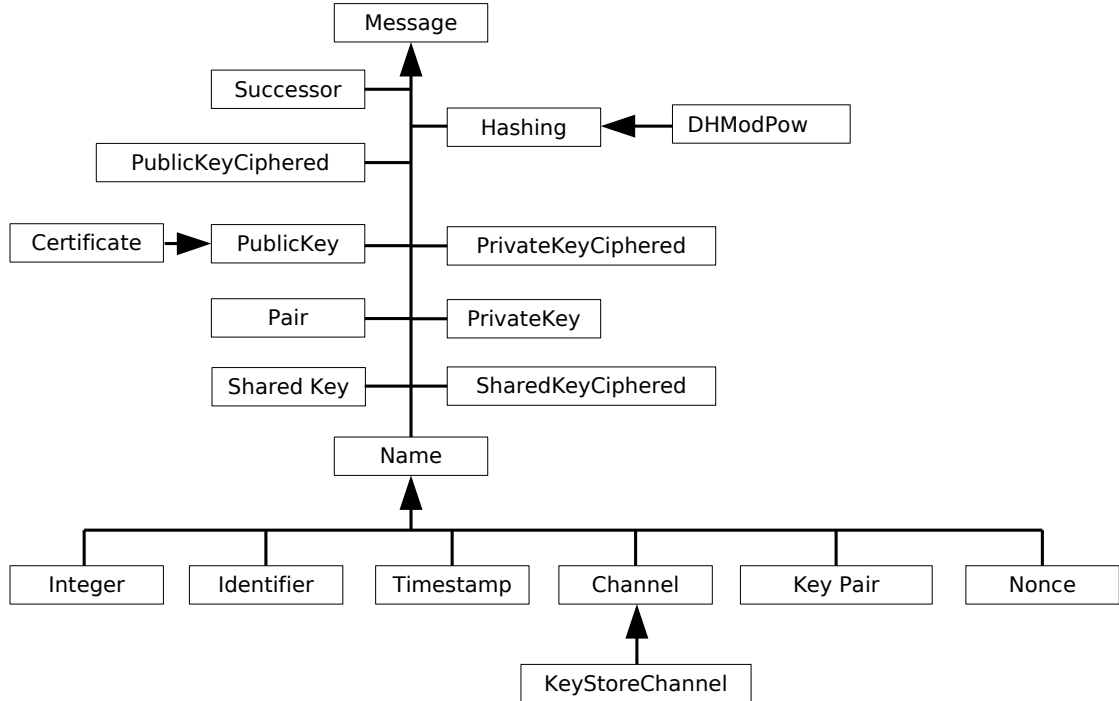 Message
Successor
Hashing
DHModPow
PublicKeyCiphered
Certificate
PublicKey
PrivateKeyCiphered
Pair
PrivateKey
Shared Key
SharedKeyCiphered
Name
Integer
Identifier
Timestamp
Channel
Key Pair
Nonce
KeyStoreChannel